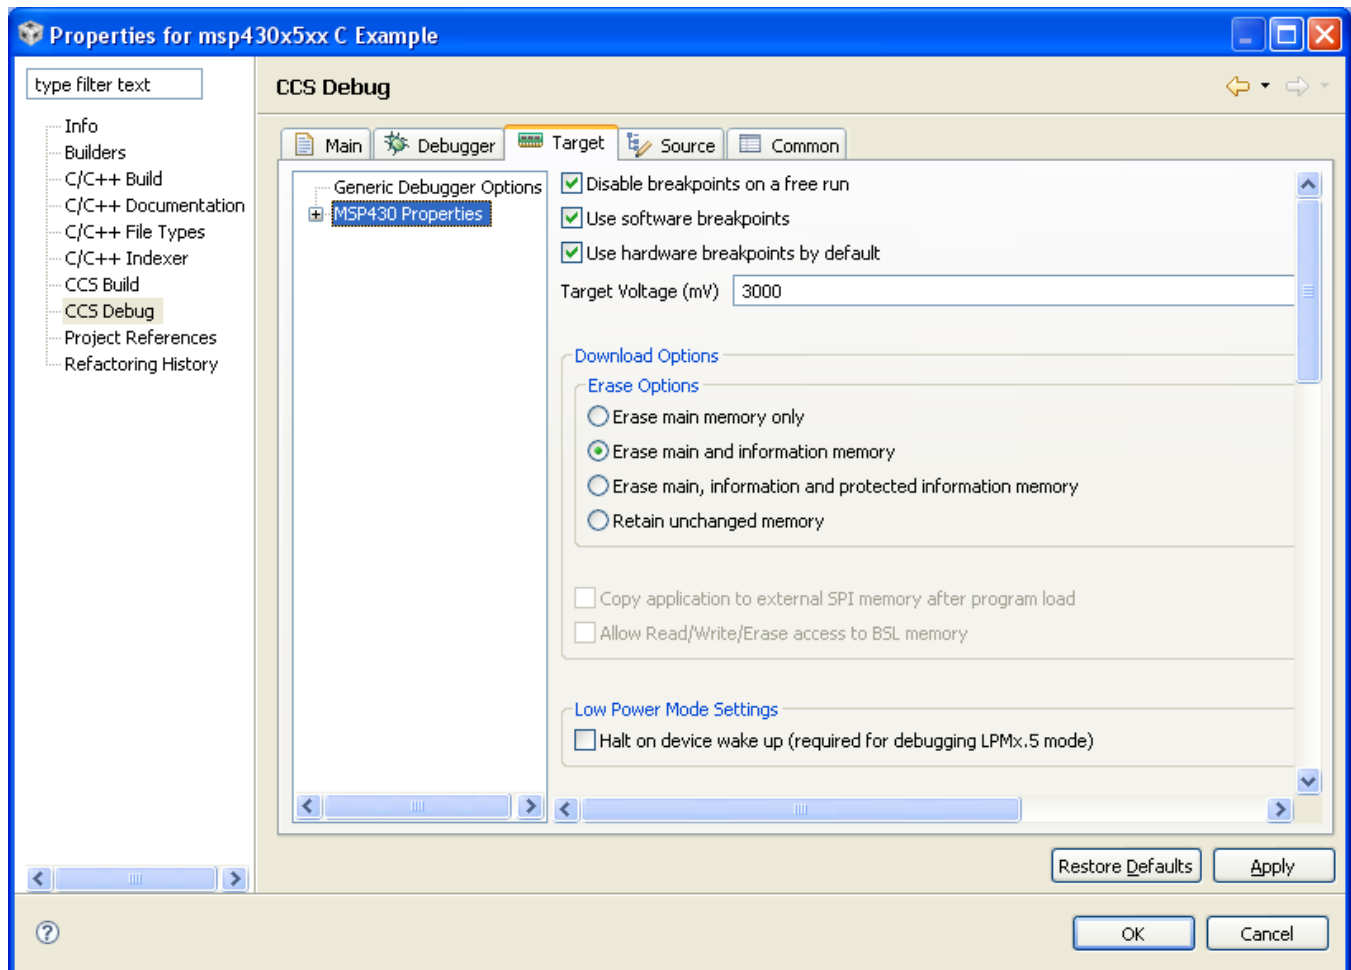 Properties for msp430x5xx C Example
type filter text
CCS Debug
Info
Builders
C/C++ Build
C/C++ Documentation
C/C++ File Types
C/C++ Indexer
CCS Build
CCS Debug
Project References
Refactoring History
Main Debugger Target Source Common
Generic Debugger Options
MSP430 Properties
Disable breakpoints on a free run
Use software breakpoints
Use hardware breakpoints by default
Target Voltage (mV) 3000
Download Options
Erase Options
Erase main memory only
Erase main and information memory
Erase main, information and protected information memory
Retain unchanged memory
Copy application to external SPI memory after program load
Allow Read/Write/Erase access to BSL memory
Low Power Mode Settings
Halt on device wake up (required for debugging LPMx.5 mode)
Restore Defaults Apply
OK Cancel